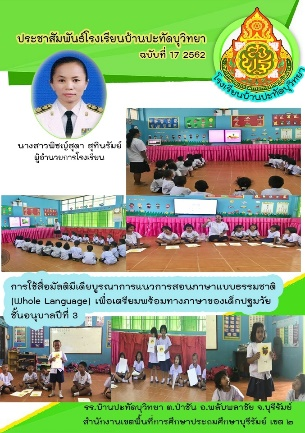 ประชาสัมพันธ์โรงเรียนบ้านปะทัดบุวิทยา
ฉบับที่ 17 2562
โรงเรียนบ้านปะทัดบุวิทยา
นางสาวพิชญ์สุดา สุทินรัมย์
ผู้อำนวยการโรงเรียน
การใช้สื่อมัลติมีเดียบูรณาการแนวการสอนภาษาแบบธรรมชาติ
(Whole Language) เพื่อเตรียมพร้อมทางภาษาของเด็กปฐมวัย
ชั้นอนุบาลปีที่ 3
รร.บ้านปะทัดบุวิทยา ต.ป่าชัน อ.พลับพลาชัย จ.บุรีรัมย์
สำนักงานเขตพื้นที่การศึกษาประถมศึกษาบุรีรัมย์ เขต ๒